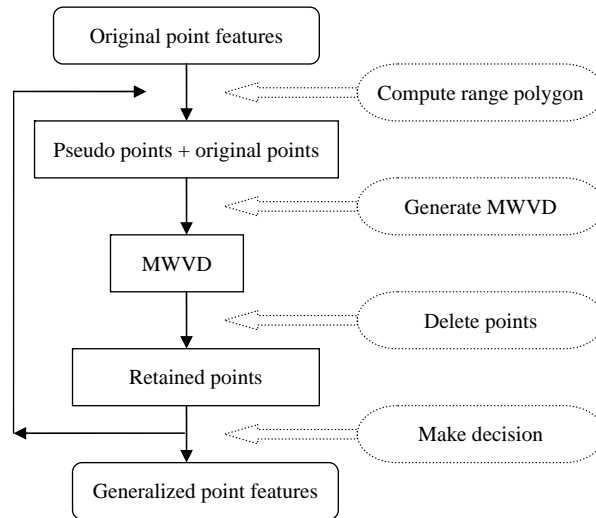 Original point features
Compute range polygon
Pseudo points + original points
Generate MWVD
MWVD
Delete points
Retained points
Make decision
Generalized point features